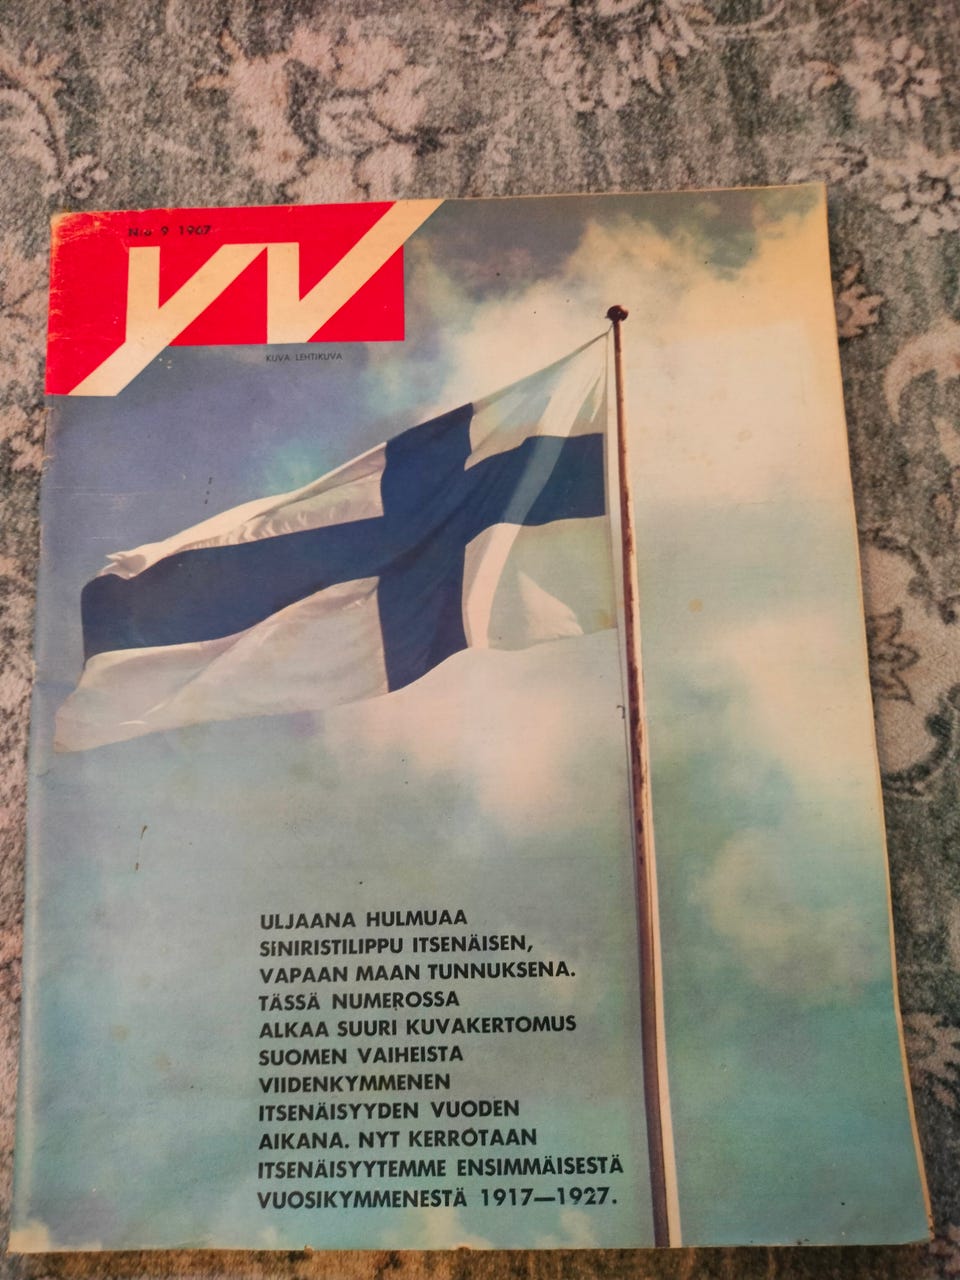 N:o 9 1967
yv
KUVA LEHTIKUVA
ULJAANA HULMUAA
SINIRISTILIPPU ITSENÄISEN,
VAPAAN MAAN TUNNUKSENA.
TÄSSÄ NUMEROSSA
ALKAA SUURI KUVAKERTOMUS
SUOMEN VAIHEISTA
VIIDENKYMMENEN
ITSENÄISYYDEN VUODEN
AIKANA. NYT KERROTAAN
ITSENÄISYYTEMME ENSIMMÄISESTÄ
VUOSIKYMMENESTÄ 1917—1927.